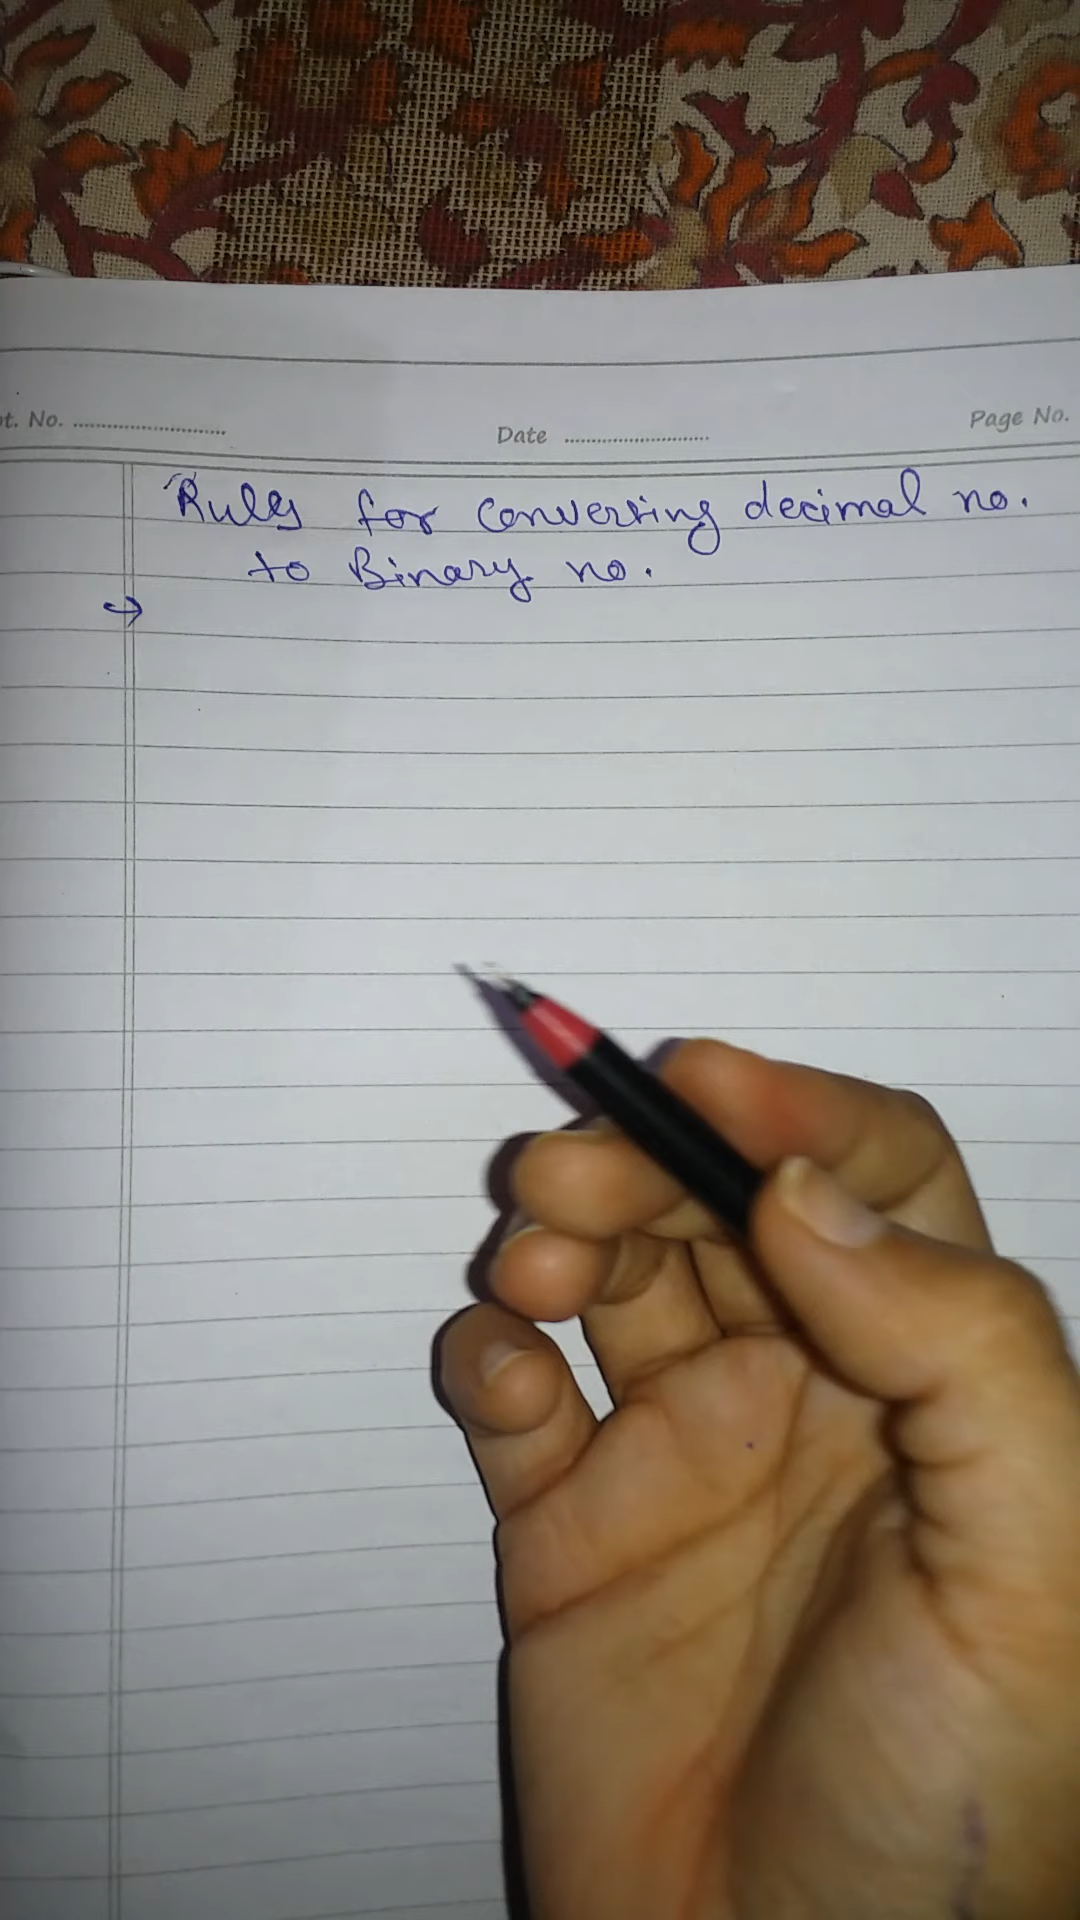 t. No. ............................
Date ............................
Page No.
Rules for converting decimal no.
to Binary no.
→